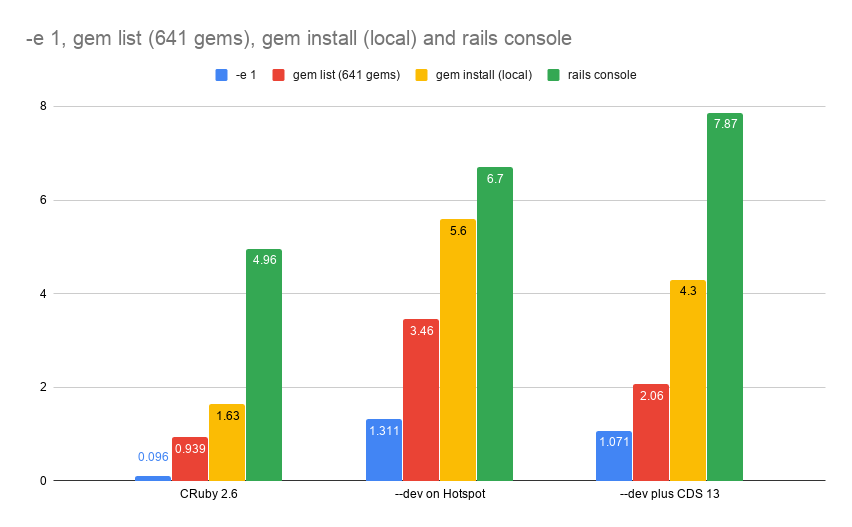 -e 1, gem list (641 gems), gem install (local) and rails console
-e 1 gem list (641 gems) gem install (local) rails console
8
6
4
2
0
0.096 0.939 1.63 4.96
1.311 3.46 5.6 6.7
1.071 2.06 4.3 7.87
CRuby 2.6 --dev on Hotspot --dev plus CDS 13